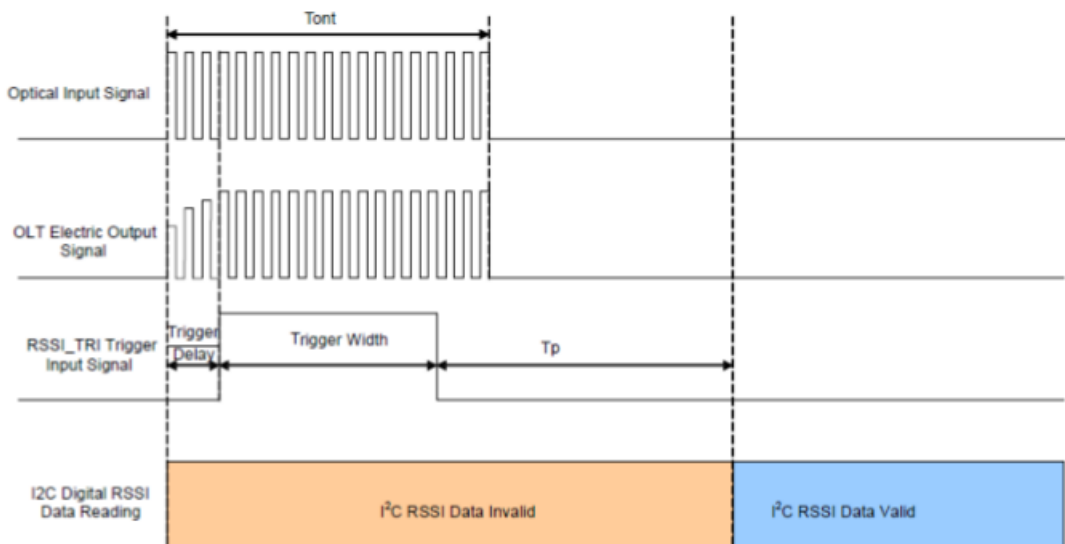 Tont
Optical Input Signal
OLT Electric Output
Signal
RSSI_TRI Trigger
Input Signal
Trigger
Delay
Trigger Width
Tp
I2C Digital RSSI
Data Reading
I²C RSSI Data Invalid
I²C RSSI Data Valid